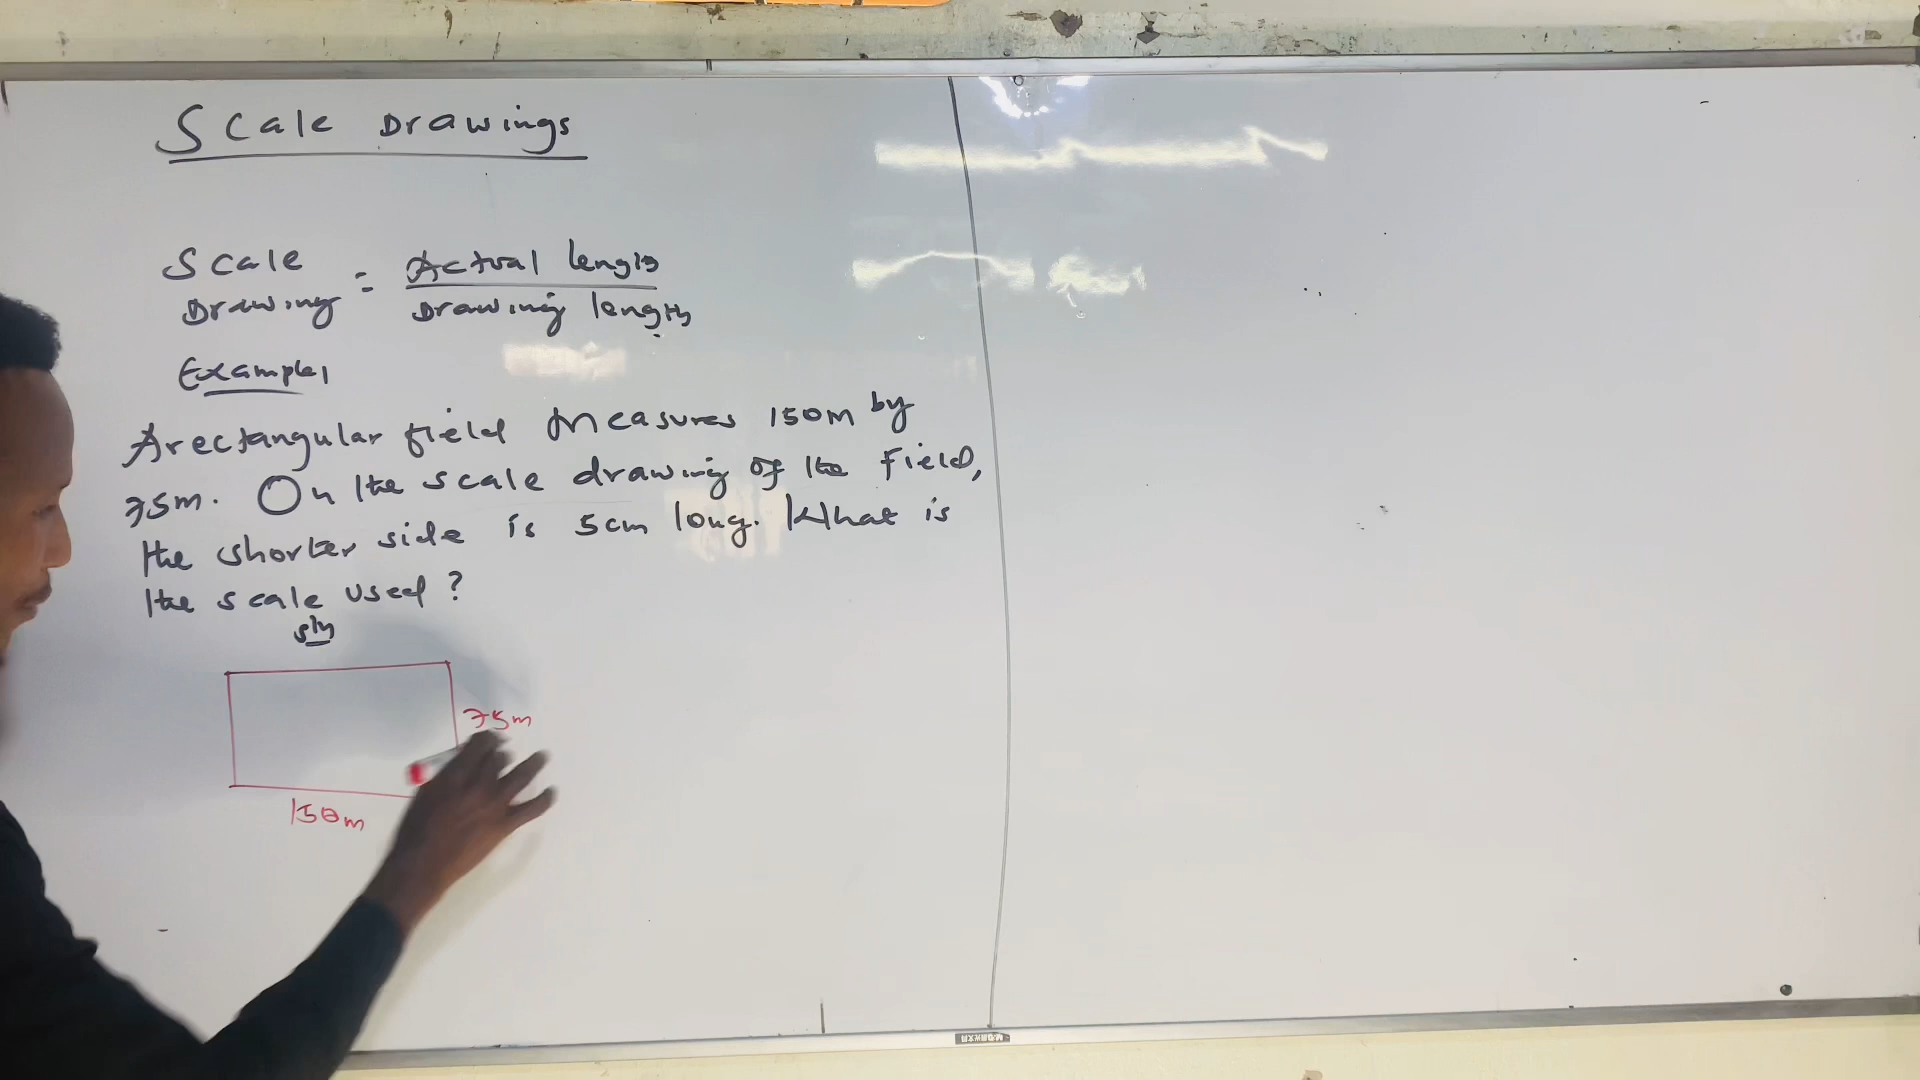 Scale Drawings
Scale Drawing = Actual length
Drawing length
Example 1
A rectangular field measures 150m by
75m. On the scale drawing of the field,
the shorter side is 5cm long. What is
the scale used?
sln
75m
150m